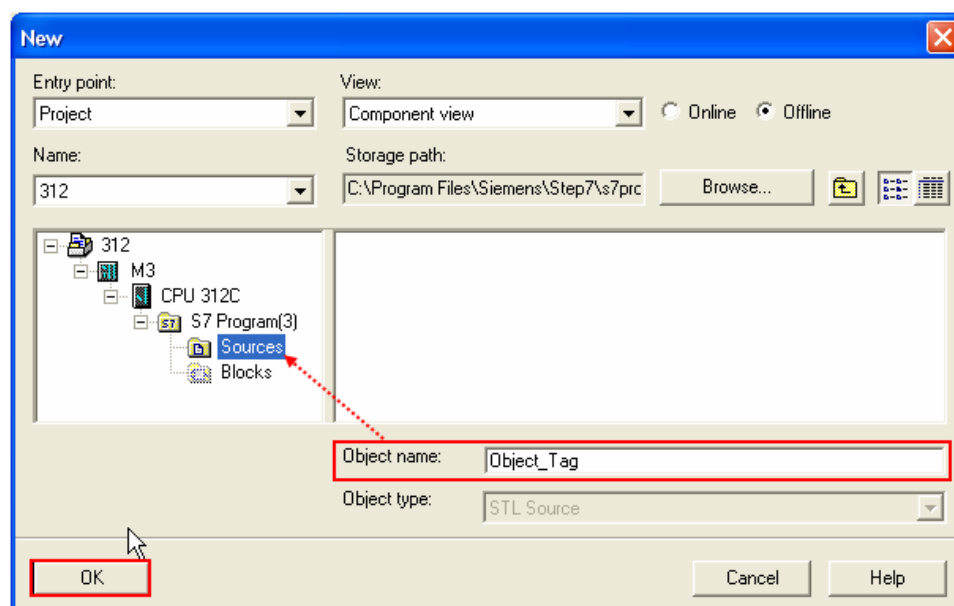 New
Entry point:
View:
Project
Component view
Online
Offline
Name:
Storage path:
312
C:\Program Files\Siemens\Step7\s7prc
Browse...
312
M3
CPU 312C
S7 Program(3)
Sources
Blocks
Object name:
Object_Tag
Object type:
STL Source
OK
Cancel
Help